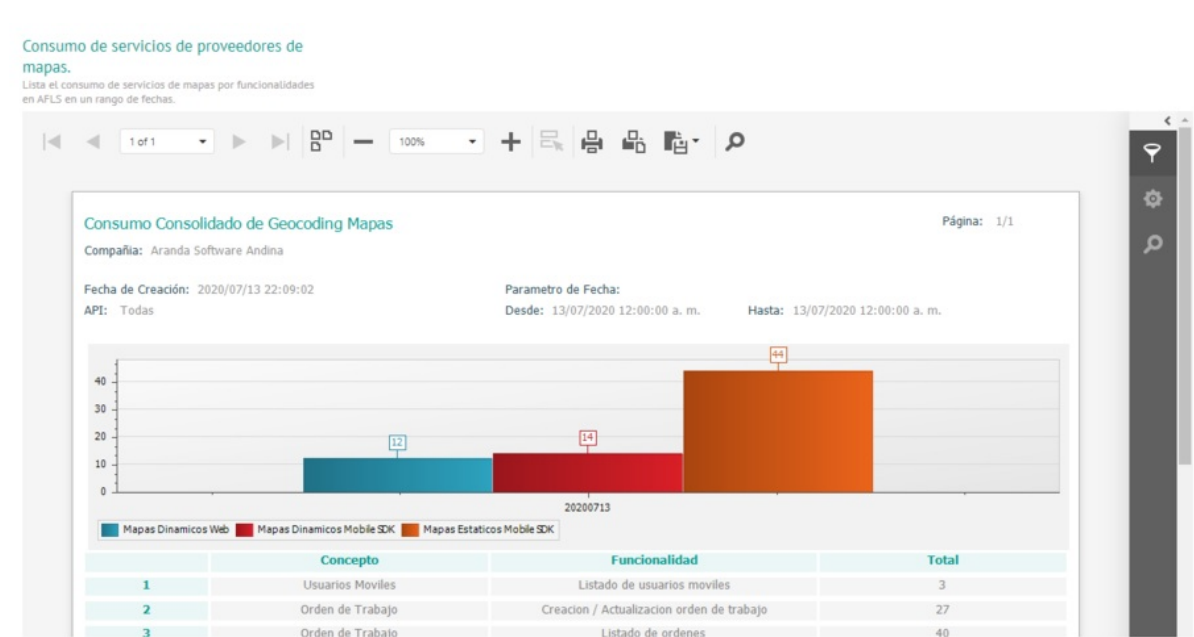 Consumo de servicios de proveedores de
mapas.
Lista el consumo de servicios de mapas por funcionalidades
en AFLS en un rango de fechas.
1 of 1
100%
Consumo Consolidado de Geocoding Mapas
Página: 1/1
Compañia: Aranda Software Andina
Fecha de Creación: 2020/07/13 22:09:02
Parametro de Fecha:
API: Todas
Desde: 13/07/2020 12:00:00 a. m. Hasta: 13/07/2020 12:00:00 a. m.
44
40
30
20
12
14
10
0
20200713
Mapas Dinamicos Web Mapas Dinamicos Mobile SDK Mapas Estaticos Mobile SDK
Concepto Funcionalidad Total
1 Usuarios Moviles Listado de usuarios moviles 3
2 Orden de Trabajo Creacion / Actualizacion orden de trabajo 27
3 Orden de Trabajo Listado de ordenes 40